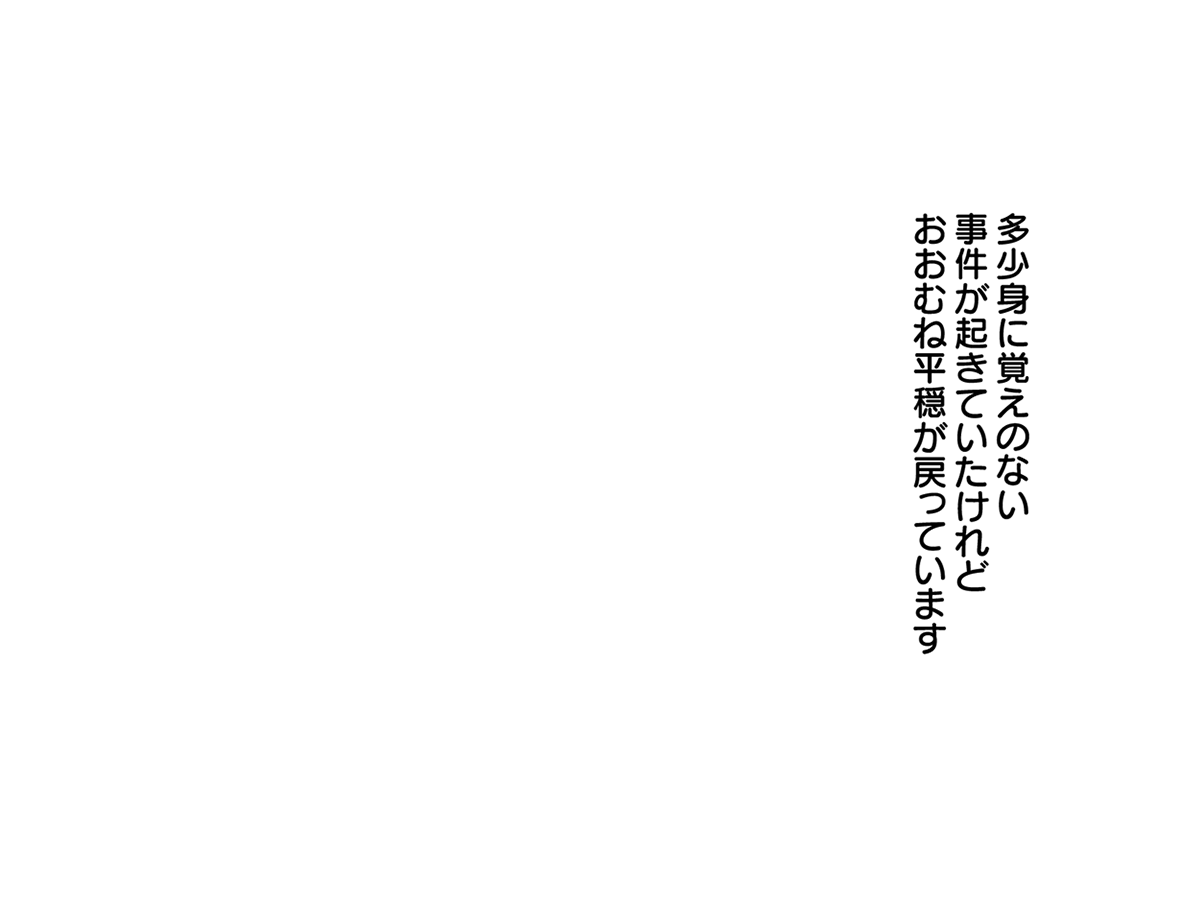 多少身に覚えのない
事件が起きていたけれど
おおむね平穏が戻っています